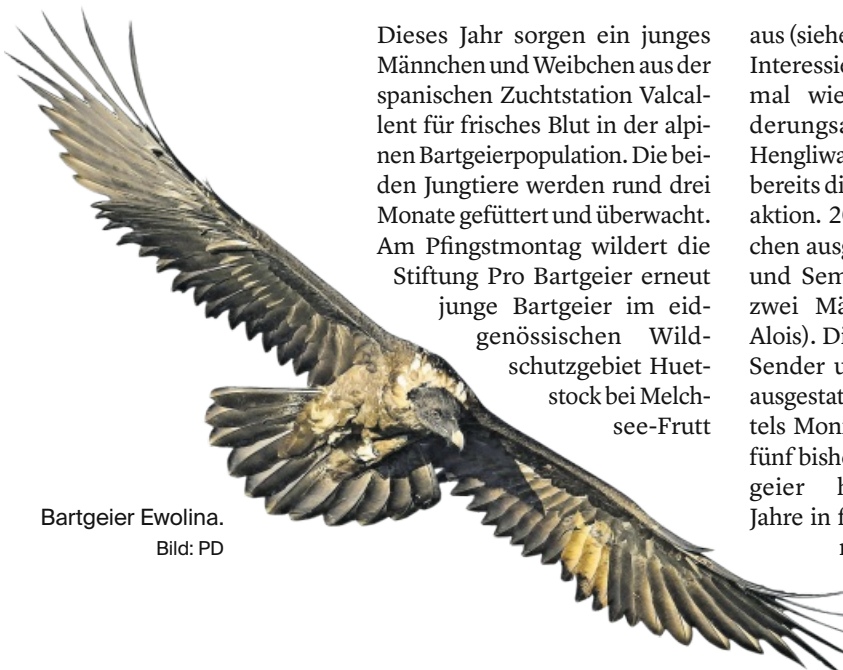 Dieses Jahr sorgen ein junges
Männchen und Weibchen aus der
spanischen Zuchtstation Valcal-
lent für frisches Blut in der alpi-
nen Bartgeierpopulation. Die bei-
den Jungtiere werden rund drei
Monate gefüttert und überwacht.
Am Pfingstmontag wildert die
Stiftung Pro Bartgeier erneut
junge Bartgeier im eid-
genössischen Wild-
schutzgebiet Huet-
stock bei Melch-
see-Frutt
aus (siehe
Interessie
mal wie
derungsa
Hengliwa
bereits di
aktion. 20
chen ausg
und Sem
zwei Mä
Alois). Di
Sender u
ausgestat
tels Moni
fünf bishe
geier h
Jahre in f
Bartgeier Ewolina.
Bild: PD